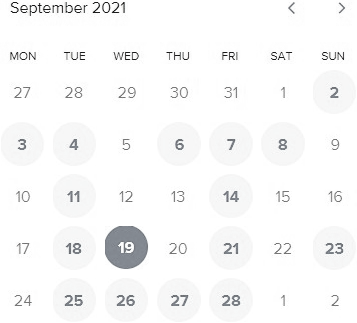 September 2021
MON TUE WED THU FRI SAT SUN
27 28 29 30 31 1 2
3 4 5 6 7 8 9
10 11 12 13 14 15 16
17 18 19 20 21 22 23
24 25 26 27 28 1 2